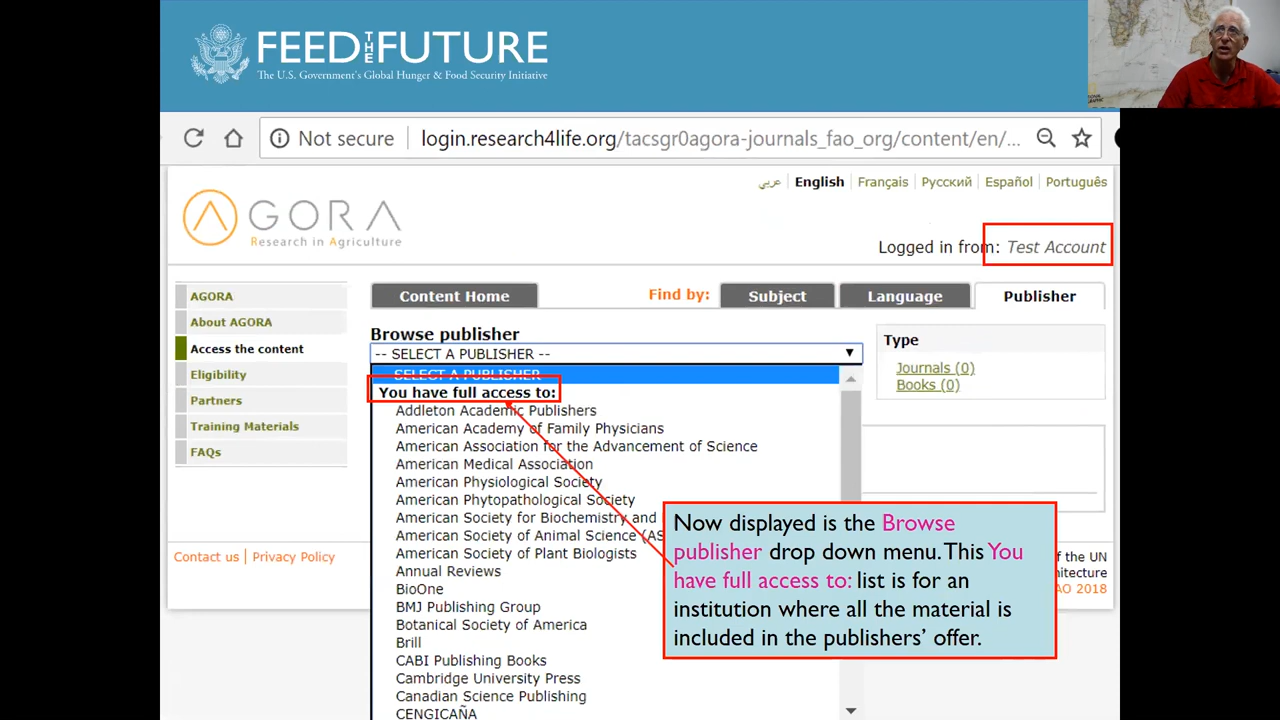 FEED THE FUTURE
The U.S. Government's Global Hunger & Food Security Initiative
Not secure
login.research4life.org/tacsgr0agora-journals_fao_org/content/en/...
عربي English Français Русский Español Português
AGORA
Research in Agriculture
Logged in from: Test Account
AGORA
About AGORA
Access the content
Eligibility
Partners
Training Materials
FAQs
Content Home
Find by: Subject Language Publisher
Browse publisher
-- SELECT A PUBLISHER --
SELECT A PUBLISHER
You have full access to:
Addleton Academic Publishers
American Academy of Family Physicians
American Association for the Advancement of Science
American Medical Association
American Physiological Society
American Phytopathological Society
American Society for Biochemistry and
American Society of Animal Science (AS
American Society of Plant Biologists
Annual Reviews
BioOne
BMJ Publishing Group
Botanical Society of America
Brill
CABI Publishing Books
Cambridge University Press
Canadian Science Publishing
CENGICAÑA
Type
Journals (0)
Books (0)
Now displayed is the Browse
publisher drop down menu. This You
have full access to: list is for an
institution where all the material is
included in the publishers' offer.
Contact us | Privacy Policy
f the UN
hitecture
AO 2018